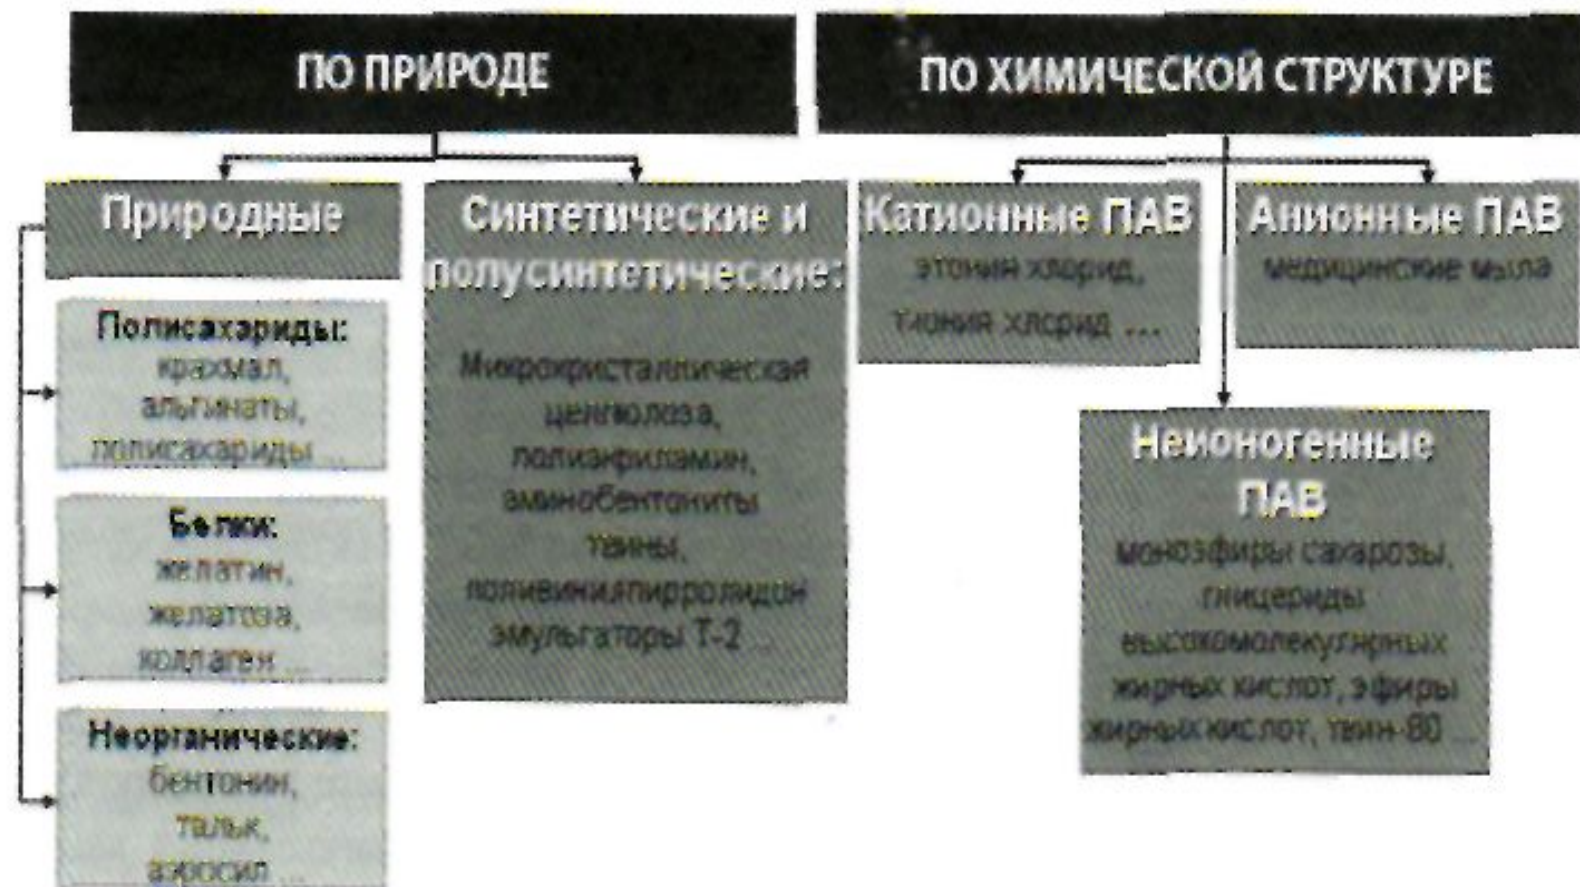 ПО ПРИРОДЕ
Природные
Полисахариды:
крахмал,
альгинаты,
полисахариды ...
Белки:
желатин,
желатоза,
коллаген ...
Неорганические:
бентонин,
тальк,
аэросил ...
Синтетические и
полусинтетические:
Микрокристаллическая
целлюлоза,
аминобентониты
твины,
поливинилпирролидон
эмульгаторы Т-2 ...
ПО ХИМИЧЕСКОЙ СТРУКТУРЕ
Катионные ПАВ
этония хлорид,
тиония хлорид ...
Анионные ПАВ
медицинские мыла
Неионогенные
ПАВ
моноэфиры сахарозы,
глицериды
высокомолекулярных
жирных кислот, эфиры
жирных кислот, твин-80 ...